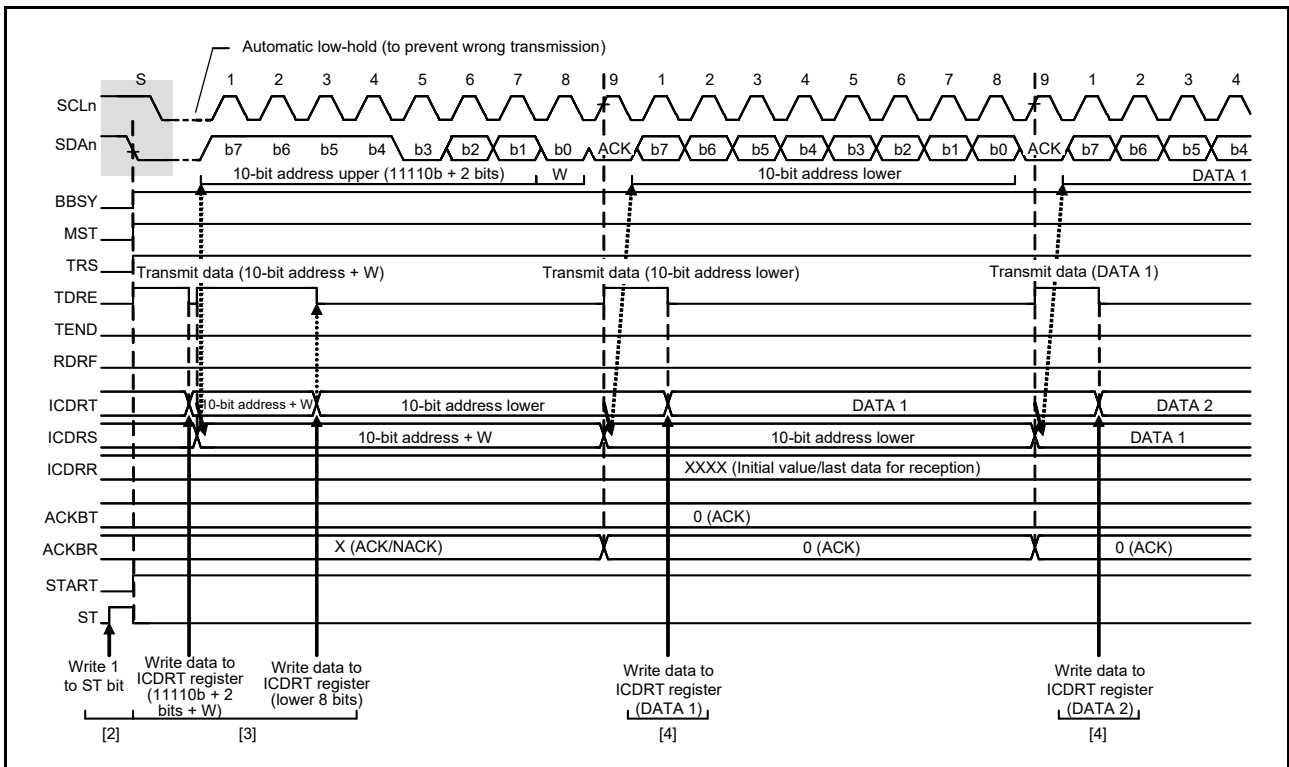 Automatic low-hold (to prevent wrong transmission)
S 1 2 3 4 5 6 7 8 9 1 2 3 4 5 6 7 8 9 1 2 3 4
SCLn
SDAn b7 b6 b5 b4 b3 b2 b1 b0 ACK b7 b6 b5 b4 b3 b2 b1 b0 ACK b7 b6 b5 b4
10-bit address upper (11110b + 2 bits) W 10-bit address lower DATA 1
BBSY
MST
TRS
Transmit data (10-bit address + W) Transmit data (10-bit address lower) Transmit data (DATA 1)
TDRE
TEND
RDRF
ICDRT 10-bit address + W 10-bit address lower DATA 1 DATA 2
ICDRS 10-bit address + W 10-bit address lower DATA 1
ICDRR XXXX (Initial value/last data for reception)
ACKBT 0 (ACK)
ACKBR X (ACK/NACK) 0 (ACK) 0 (ACK)
START
ST
Write 1
to ST bit
Write data to
ICDRT register
(11110b + 2
bits + W)
Write data to
ICDRT register
(lower 8 bits)
Write data to
ICDRT register
(DATA 1)
Write data to
ICDRT register
(DATA 2)
[2] [3] [4] [4]